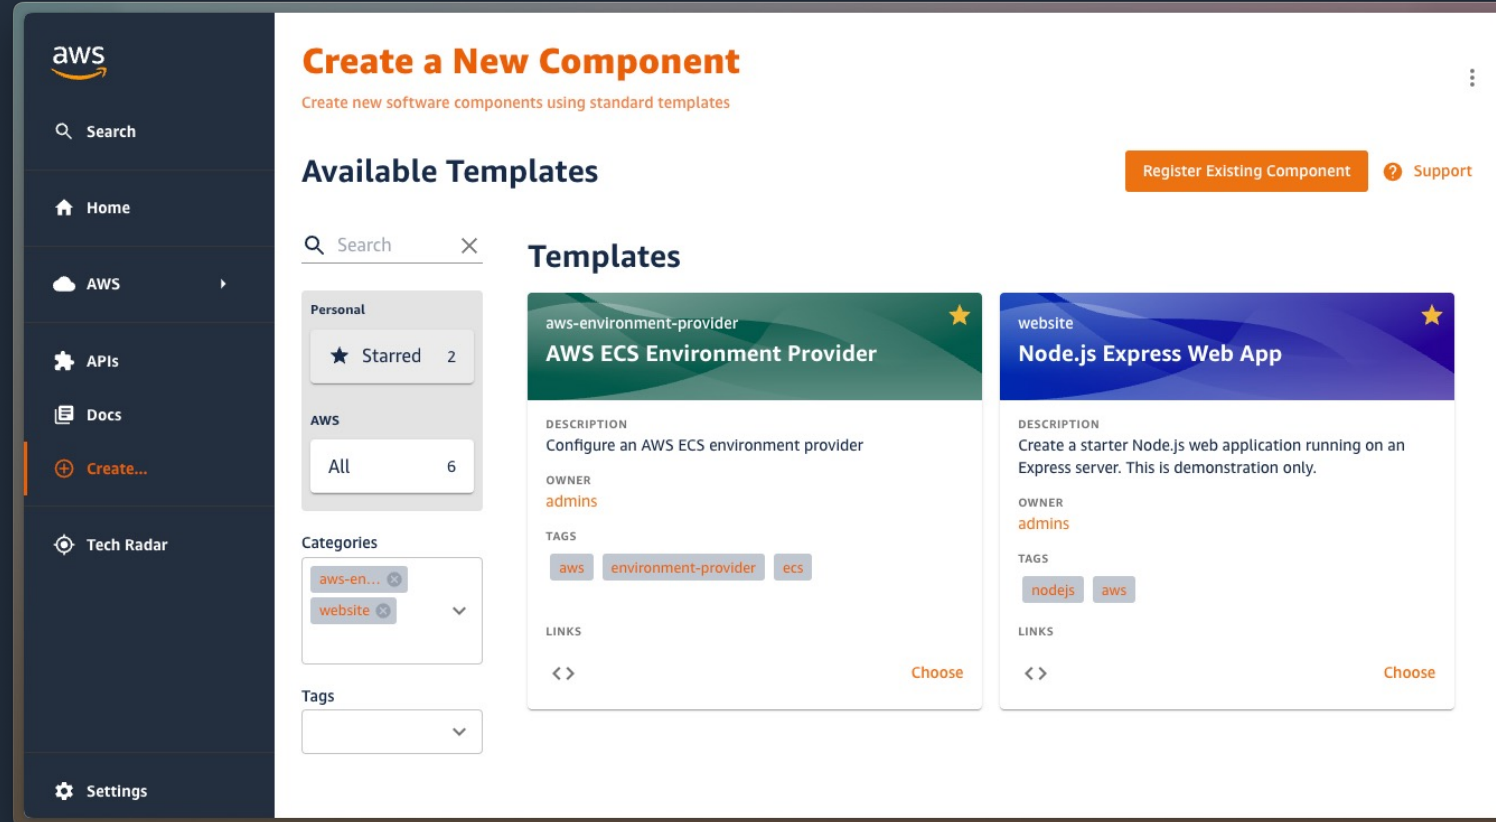 aws
Search
Home
AWS
APIs
Docs
Create...
Tech Radar
Settings
Create a New Component
Create new software components using standard templates
Available Templates
Register Existing Component
Support
Search
Personal
Starred 2
AWS
All 6
Categories
aws-en...
website
Tags
Templates
aws-environment-provider
AWS ECS Environment Provider
DESCRIPTION
Configure an AWS ECS environment provider
OWNER
admins
TAGS
aws environment-provider ecs
LINKS
Choose
website
Node.js Express Web App
DESCRIPTION
Create a starter Node.js web application running on an
Express server. This is demonstration only.
OWNER
admins
TAGS
nodejs aws
LINKS
Choose